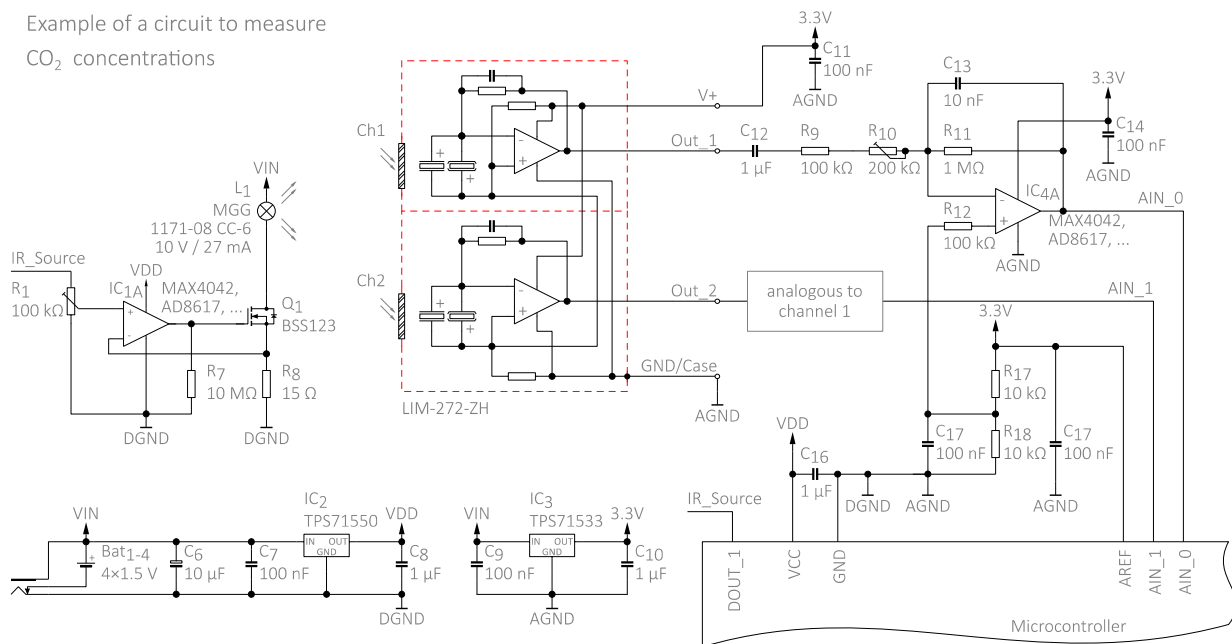 Example of a circuit to measure
CO₂ concentrations
VIN
L1
MGG
1171-08 CC-6
10 V / 27 mA
IR_Source
R1
100 kΩ
VDD
IC1A
MAX4042,
AD8617, ...
+
-
Q1
BSS123
R7
10 MΩ
R8
15 Ω
DGND
DGND
Ch1
-
+
+
+
Ch2
-
+
+
+
LIM-272-ZH
V+
Out_1
Out_2
GND/Case
AGND
3.3V
C11
100 nF
AGND
C12
1 µF
R9
100 kΩ
R10
200 kΩ
C13
10 nF
R11
1 MΩ
3.3V
C14
100 nF
AGND
R12
100 kΩ
-
+
IC4A
MAX4042,
AD8617, ...
AGND
AIN_0
analogous to
channel 1
AIN_1
3.3V
R17
10 kΩ
R18
10 kΩ
C17
100 nF
C17
100 nF
AGND
VDD
C16
1 µF
DGND
AGND
VIN
Bat1-4
4×1.5 V
+
C6
10 µF
C7
100 nF
IC2
TPS71550
IN OUT
GND
VDD
C8
1 µF
DGND
VIN
C9
100 nF
IC3
TPS71533
IN OUT
GND
3.3V
C10
1 µF
AGND
IR_Source
DOUT_1
VCC
GND
AREF
AIN_1
AIN_0
Microcontroller